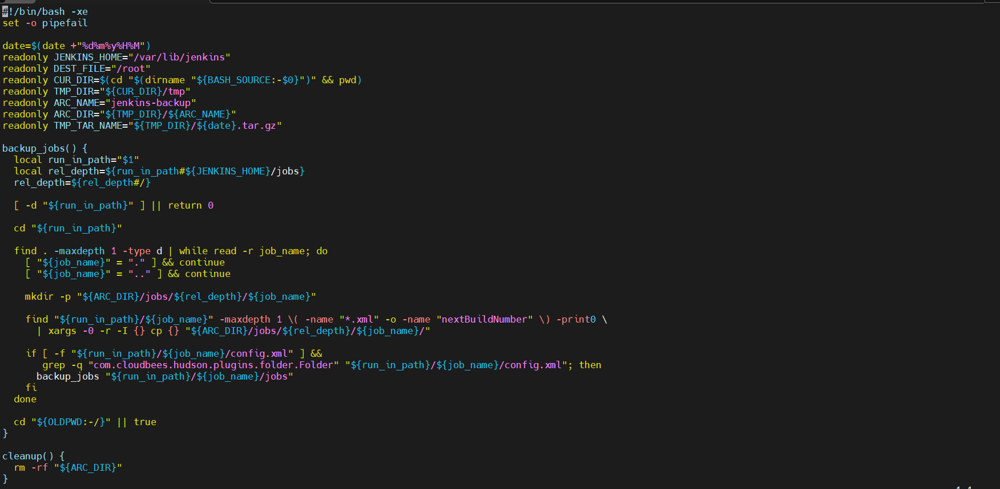 #!/bin/bash -xe
set -o pipefail

date=$(date +"%d%m%y%H%M")
readonly JENKINS_HOME="/var/lib/jenkins"
readonly DEST_FILE="/root"
readonly CUR_DIR=$(cd "$(dirname "${BASH_SOURCE:-$0}")" && pwd)
readonly TMP_DIR="${CUR_DIR}/tmp"
readonly ARC_NAME="jenkins-backup"
readonly ARC_DIR="${TMP_DIR}/${ARC_NAME}"
readonly TMP_TAR_NAME="${TMP_DIR}/${date}.tar.gz"

backup_jobs() {
  local run_in_path="$1"
  local rel_depth=${run_in_path#${JENKINS_HOME}/jobs}
  rel_depth=${rel_depth#/}

  [ -d "${run_in_path}" ] || return 0

  cd "${run_in_path}"

  find . -maxdepth 1 -type d | while read -r job_name; do
    [ "${job_name}" = "." ] && continue
    [ "${job_name}" = ".." ] && continue

    mkdir -p "${ARC_DIR}/jobs/${rel_depth}/${job_name}"

    find "${run_in_path}/${job_name}" -maxdepth 1 \( -name "*.xml" -o -name "nextBuildNumber" \) -print0 \
      | xargs -0 -r -I {} cp {} "${ARC_DIR}/jobs/${rel_depth}/${job_name}/"

    if [ -f "${run_in_path}/${job_name}/config.xml" ] &&
       grep -q "com.cloudbees.hudson.plugins.folder.Folder" "${run_in_path}/${job_name}/config.xml"; then
      backup_jobs "${run_in_path}/${job_name}/jobs"
    fi
  done

  cd "${OLDPWD:-/}" || true
}

cleanup() {
  rm -rf "${ARC_DIR}"
}